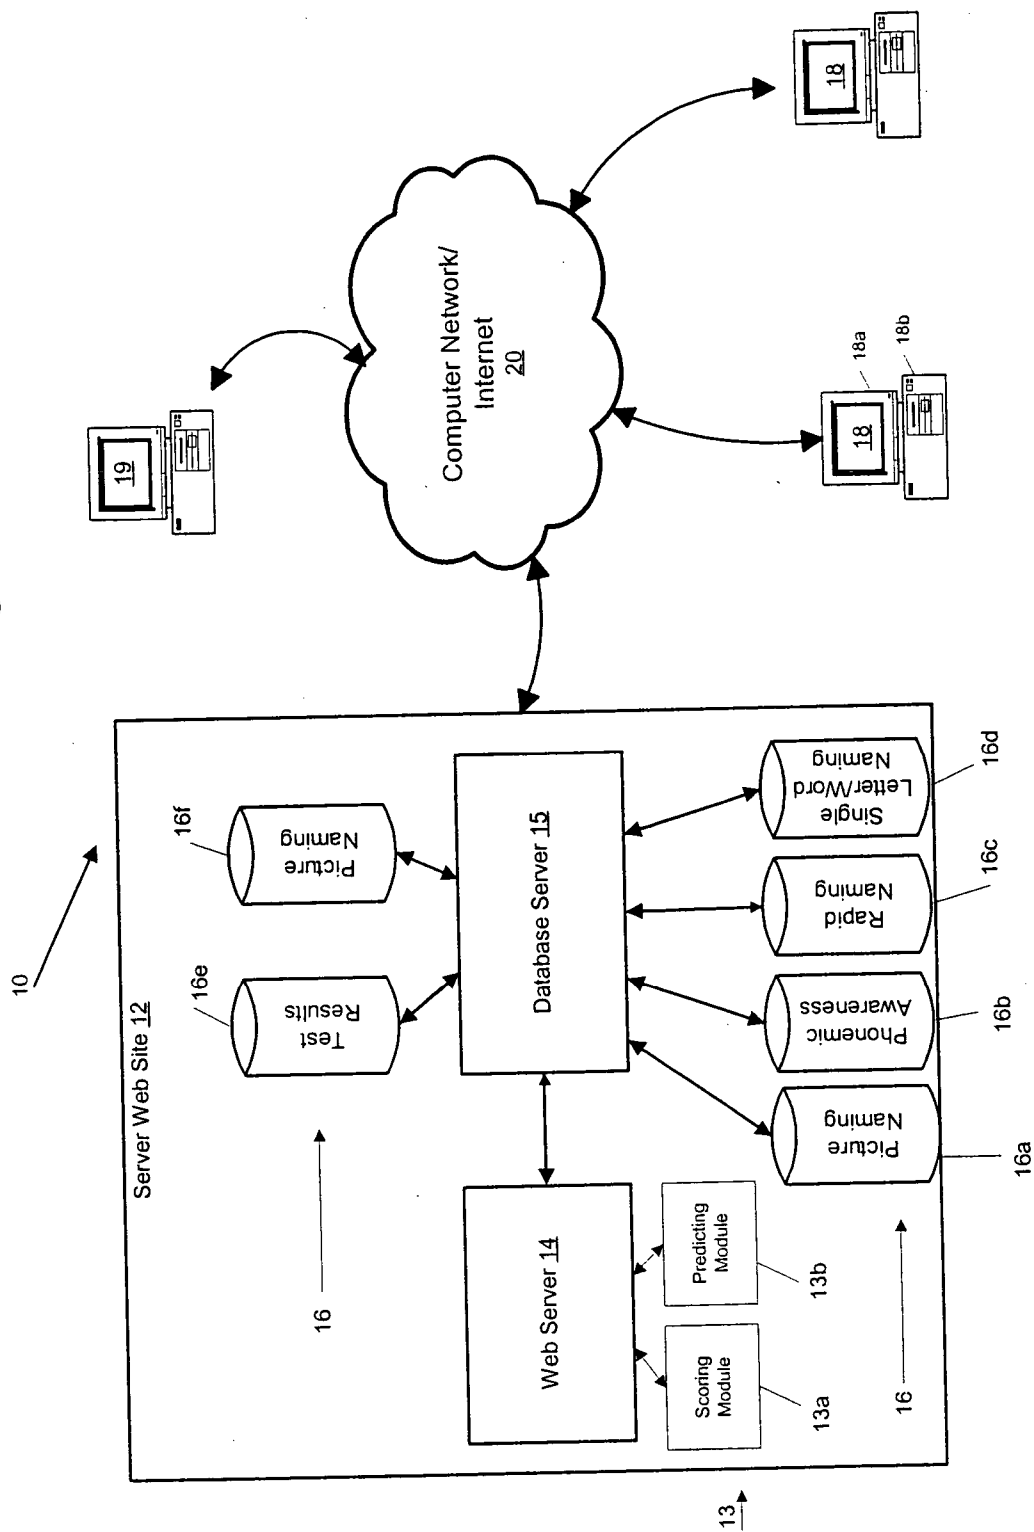 10
Server Web Site 12
16
16e
Test
Results
16f
Picture
Naming
Web Server 14
Database Server 15
13
Scoring
Module
13a
Predicting
Module
13b
16
Picture
Naming
16a
Phonemic
Awareness
16b
Rapid
Naming
16c
Single
Letter/Word
Naming
16d
19
Computer Network/
Internet
20
18
18a
18b
18